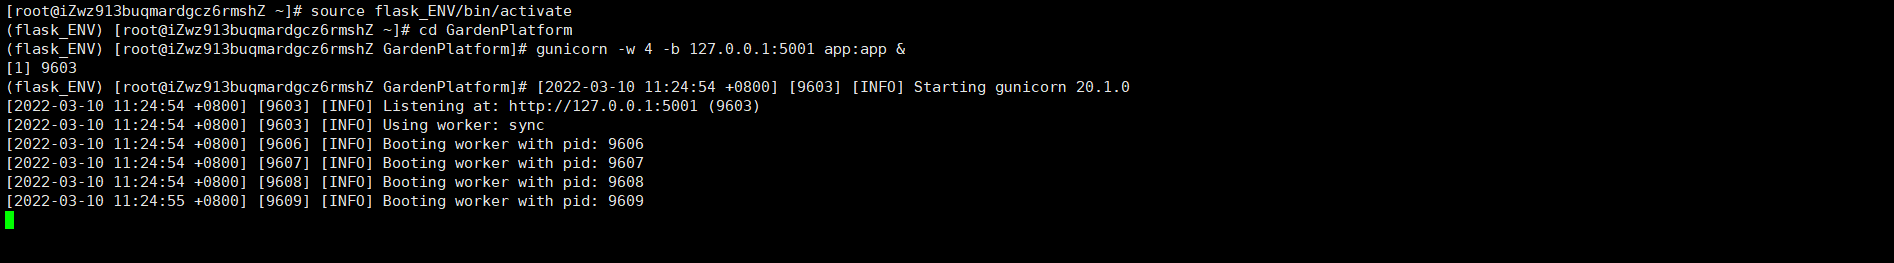 [root@iZwz913buqmardgcz6rmshZ ~]# source flask_ENV/bin/activate
(flask_ENV) [root@iZwz913buqmardgcz6rmshZ ~]# cd GardenPlatform
(flask_ENV) [root@iZwz913buqmardgcz6rmshZ GardenPlatform]# gunicorn -w 4 -b 127.0.0.1:5001 app:app &
[1] 9603
(flask_ENV) [root@iZwz913buqmardgcz6rmshZ GardenPlatform]# [2022-03-10 11:24:54 +0800] [9603] [INFO] Starting gunicorn 20.1.0
[2022-03-10 11:24:54 +0800] [9603] [INFO] Listening at: http://127.0.0.1:5001 (9603)
[2022-03-10 11:24:54 +0800] [9603] [INFO] Using worker: sync
[2022-03-10 11:24:54 +0800] [9606] [INFO] Booting worker with pid: 9606
[2022-03-10 11:24:54 +0800] [9607] [INFO] Booting worker with pid: 9607
[2022-03-10 11:24:54 +0800] [9608] [INFO] Booting worker with pid: 9608
[2022-03-10 11:24:55 +0800] [9609] [INFO] Booting worker with pid: 9609